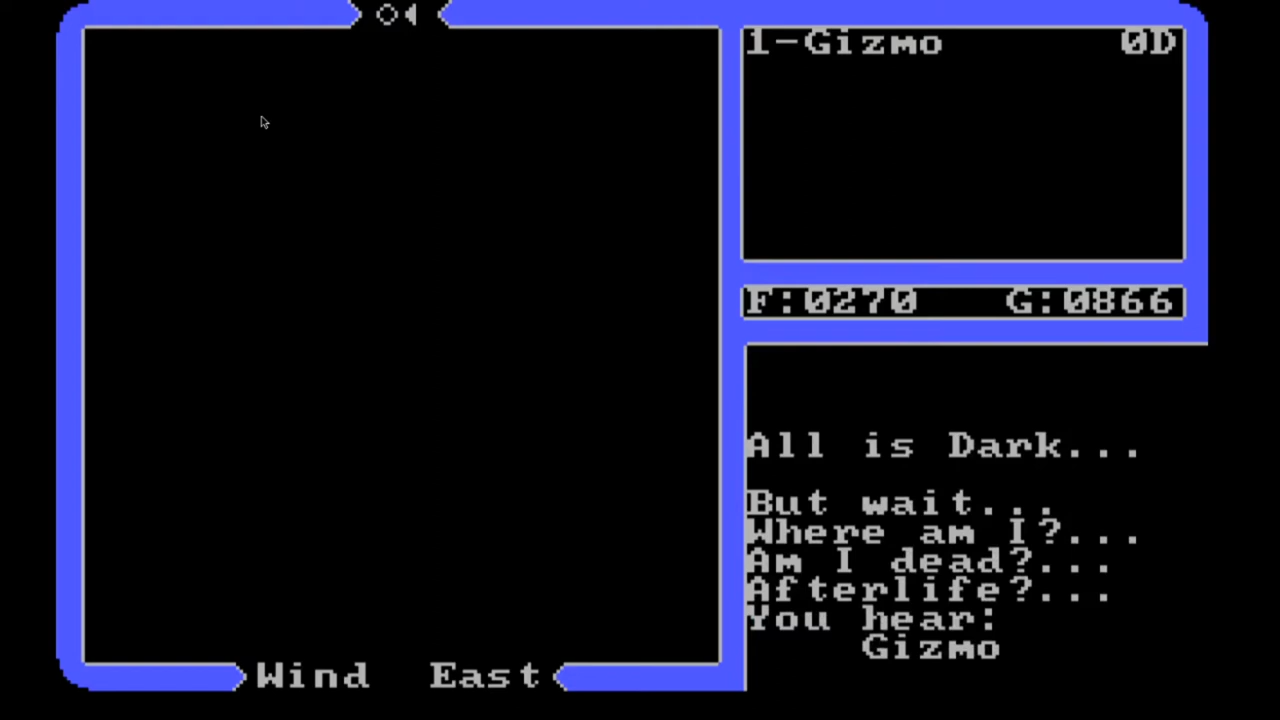 1-Gizmo 0D
F:0270 G:0866
All is Dark...
But wait...
Where am I?...
Am I dead?...
Afterlife?...
You hear:
Gizmo
Wind East